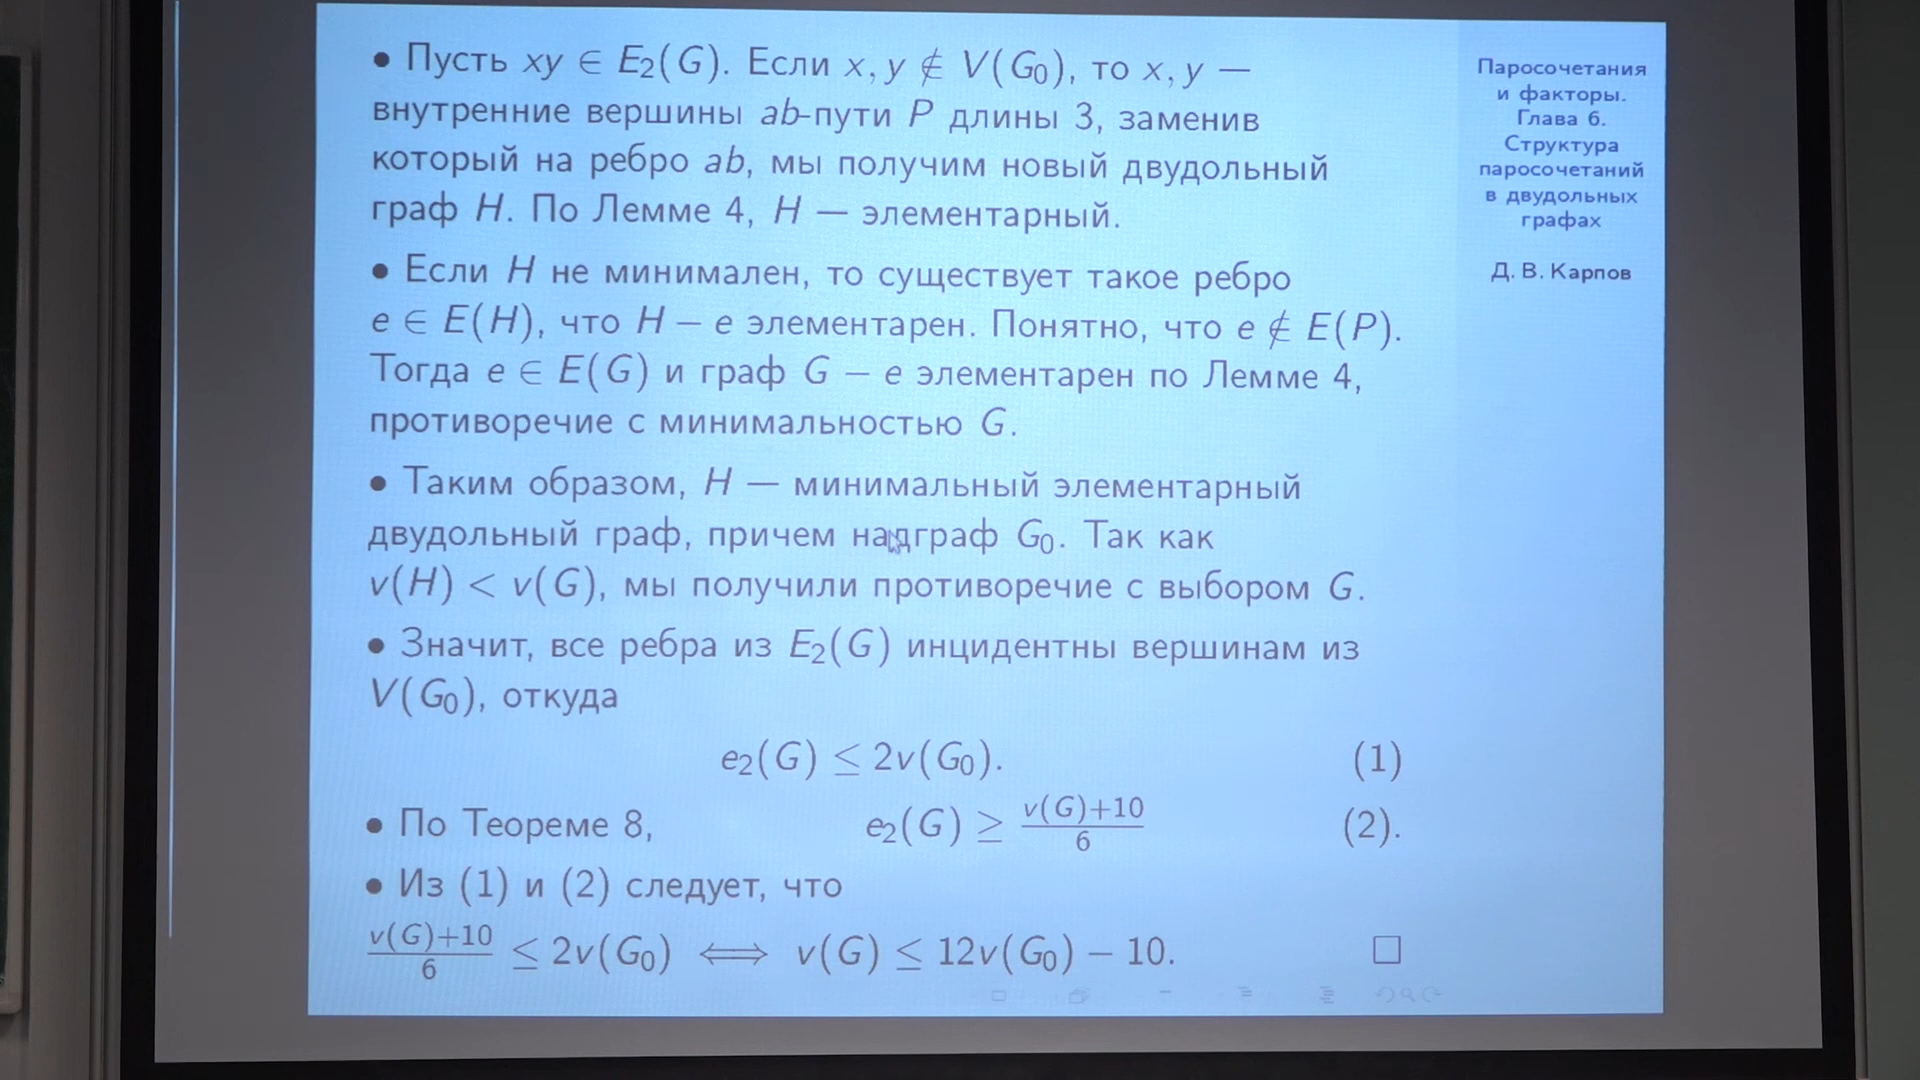 • Пусть xy ∈ E₂(G). Если x, y ∉ V(G₀), то x, y —
внутренние вершины ab-пути P длины 3, заменив
который на ребро ab, мы получим новый двудольный
граф H. По Лемме 4, H — элементарный.
• Если H не минимален, то существует такое ребро
e ∈ E(H), что H − e элементарен. Понятно, что e ∉ E(P).
Тогда e ∈ E(G) и граф G − e элементарен по Лемме 4,
противоречие с минимальностью G.
• Таким образом, H — минимальный элементарный
двудольный граф, причем надграф G₀. Так как
v(H) < v(G), мы получили противоречие с выбором G.
• Значит, все ребра из E₂(G) инцидентны вершинам из
V(G₀), откуда
e₂(G) ≤ 2v(G₀). (1)
• По Теореме 8, e₂(G) ≥ (v(G)+10)/6 (2).
• Из (1) и (2) следует, что
(v(G)+10)/6 ≤ 2v(G₀) ⟺ v(G) ≤ 12v(G₀) − 10. □
Паросочетания
и факторы.
Глава 6.
Структура
паросочетаний
в двудольных
графах
Д. В. Карпов